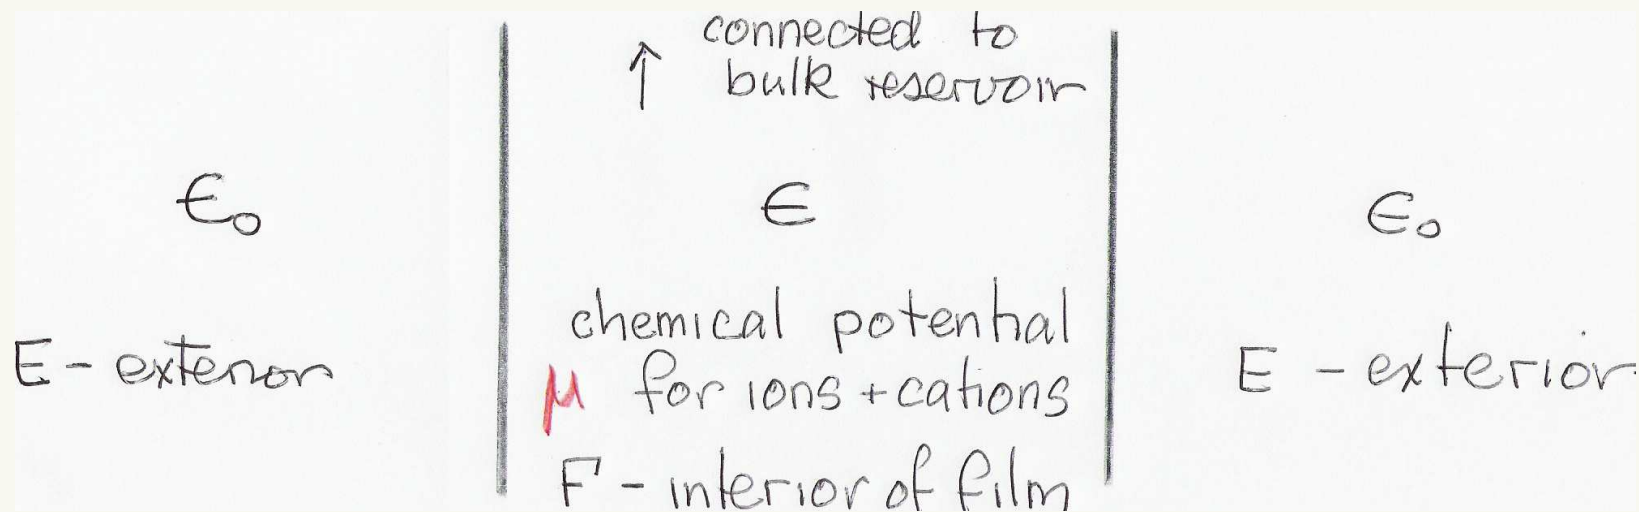 ↑ connected to
bulk reservoir
ϵ₀ ϵ ϵ₀
chemical potential
E - exterior μ for ions + cations E - exterior
F - interior of film